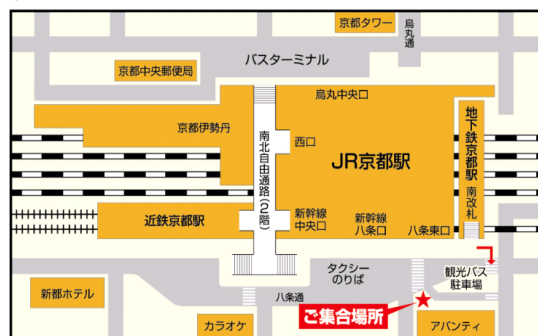 京都タワー
烏丸通
バスターミナル
京都中央郵便局
烏丸中央口
京都伊勢丹
南北自由通路(2階)
西口
JR京都駅
地下鉄京都駅
南改札
近鉄京都駅
新幹線
中央口
新幹線
八条口
八条東口
タクシー
のりば
観光バス
駐車場
新都ホテル
八条通
ご集合場所
カラオケ
アバンティ